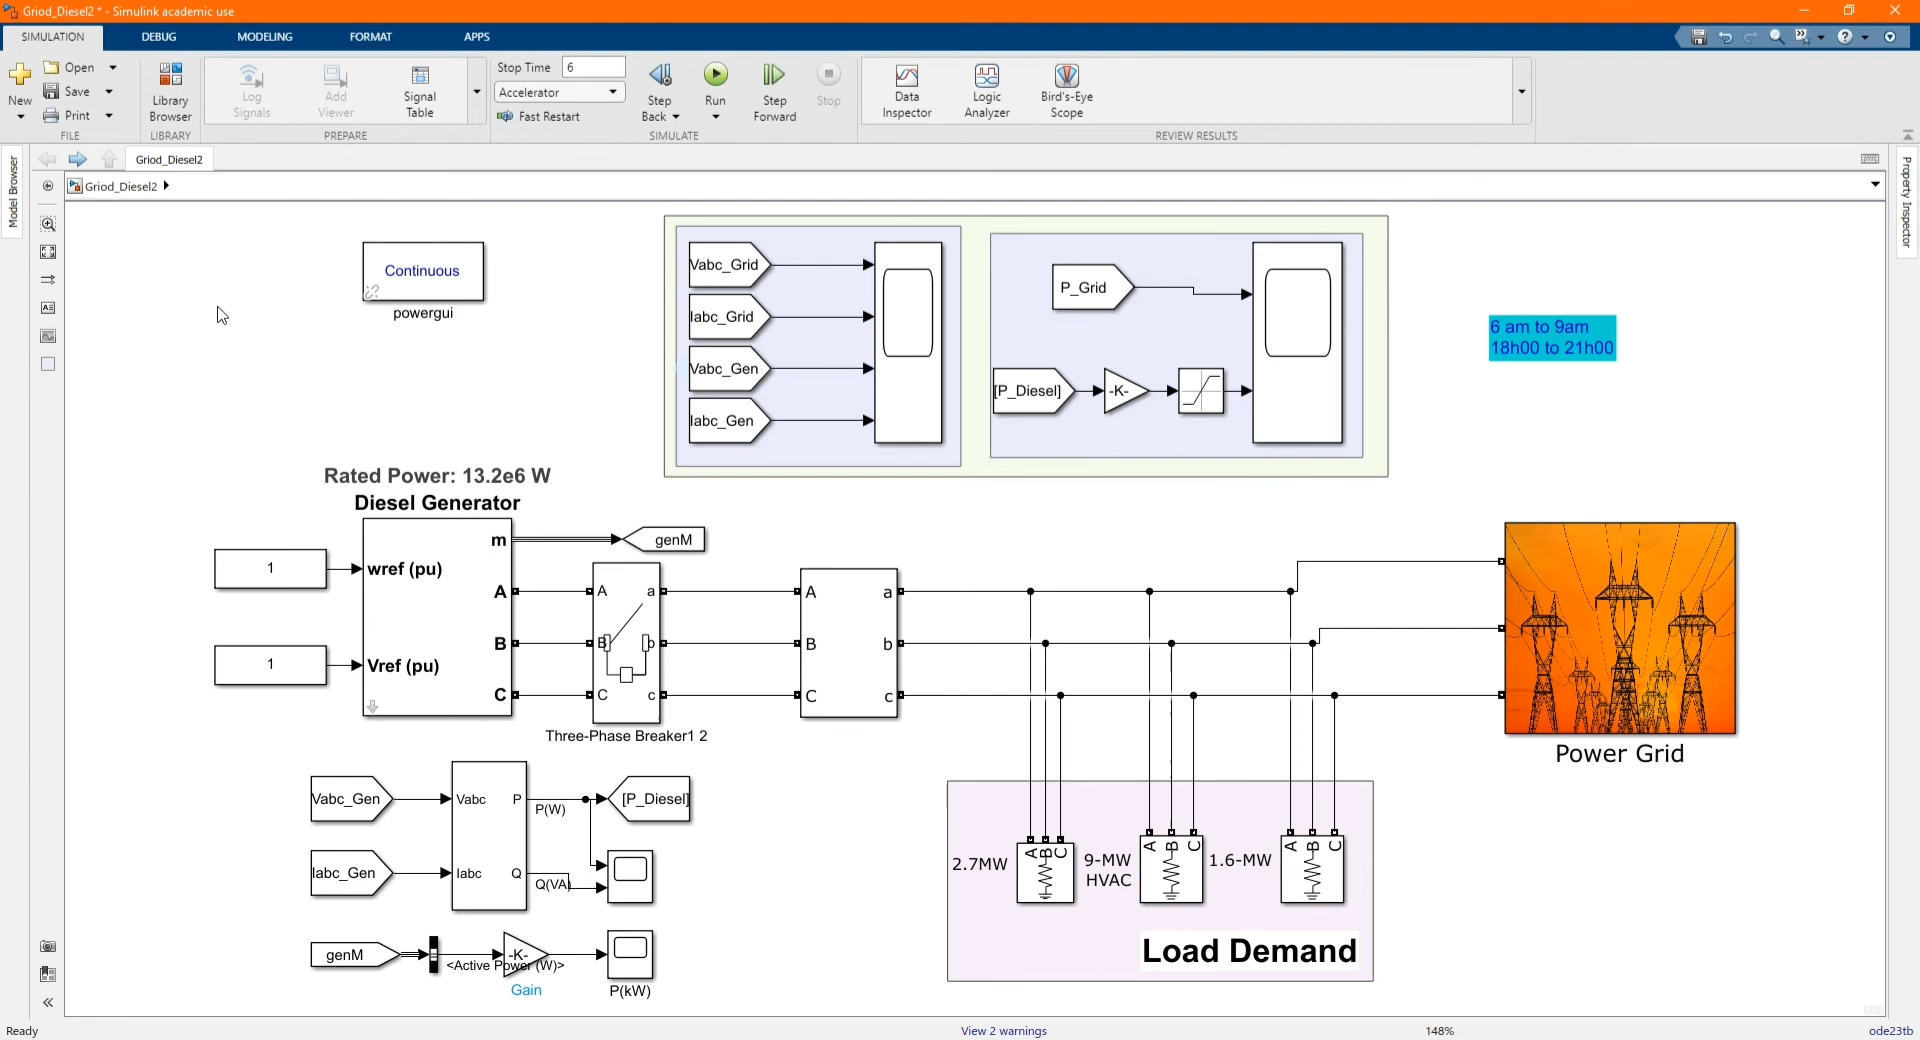 Griod_Diesel2 * - Simulink academic use
SIMULATION
DEBUG
MODELING
FORMAT
APPS
New
Open
Save
Print
FILE
Library
Browser
LIBRARY
Log
Signals
Add
Viewer
Signal
Table
PREPARE
Stop Time 6
Accelerator
Fast Restart
Step
Back
Run
Step
Forward
Stop
SIMULATE
Data
Inspector
Logic
Analyzer
Bird's-Eye
Scope
REVIEW RESULTS
Model Browser
Property Inspector
Griod_Diesel2
Griod_Diesel2
Continuous
powergui
Vabc_Grid
Iabc_Grid
Vabc_Gen
Iabc_Gen
P_Grid
[P_Diesel]
-K-
6 am to 9am
18h00 to 21h00
Rated Power: 13.2e6 W
Diesel Generator
1
wref (pu)
1
Vref (pu)
m
A
B
C
genM
A a
B b
C c
Three-Phase Breaker1 2
A a
B b
C c
Power Grid
Vabc_Gen
Iabc_Gen
Vabc P
Iabc Q
P(W)
Q(VA)
[P_Diesel]
genM
<Active Power (W)>
-K-
Gain
P(kW)
2.7MW
A B C
9-MW
HVAC
A B C
1.6-MW
A B C
Load Demand
Ready
View 2 warnings
148%
ode23tb